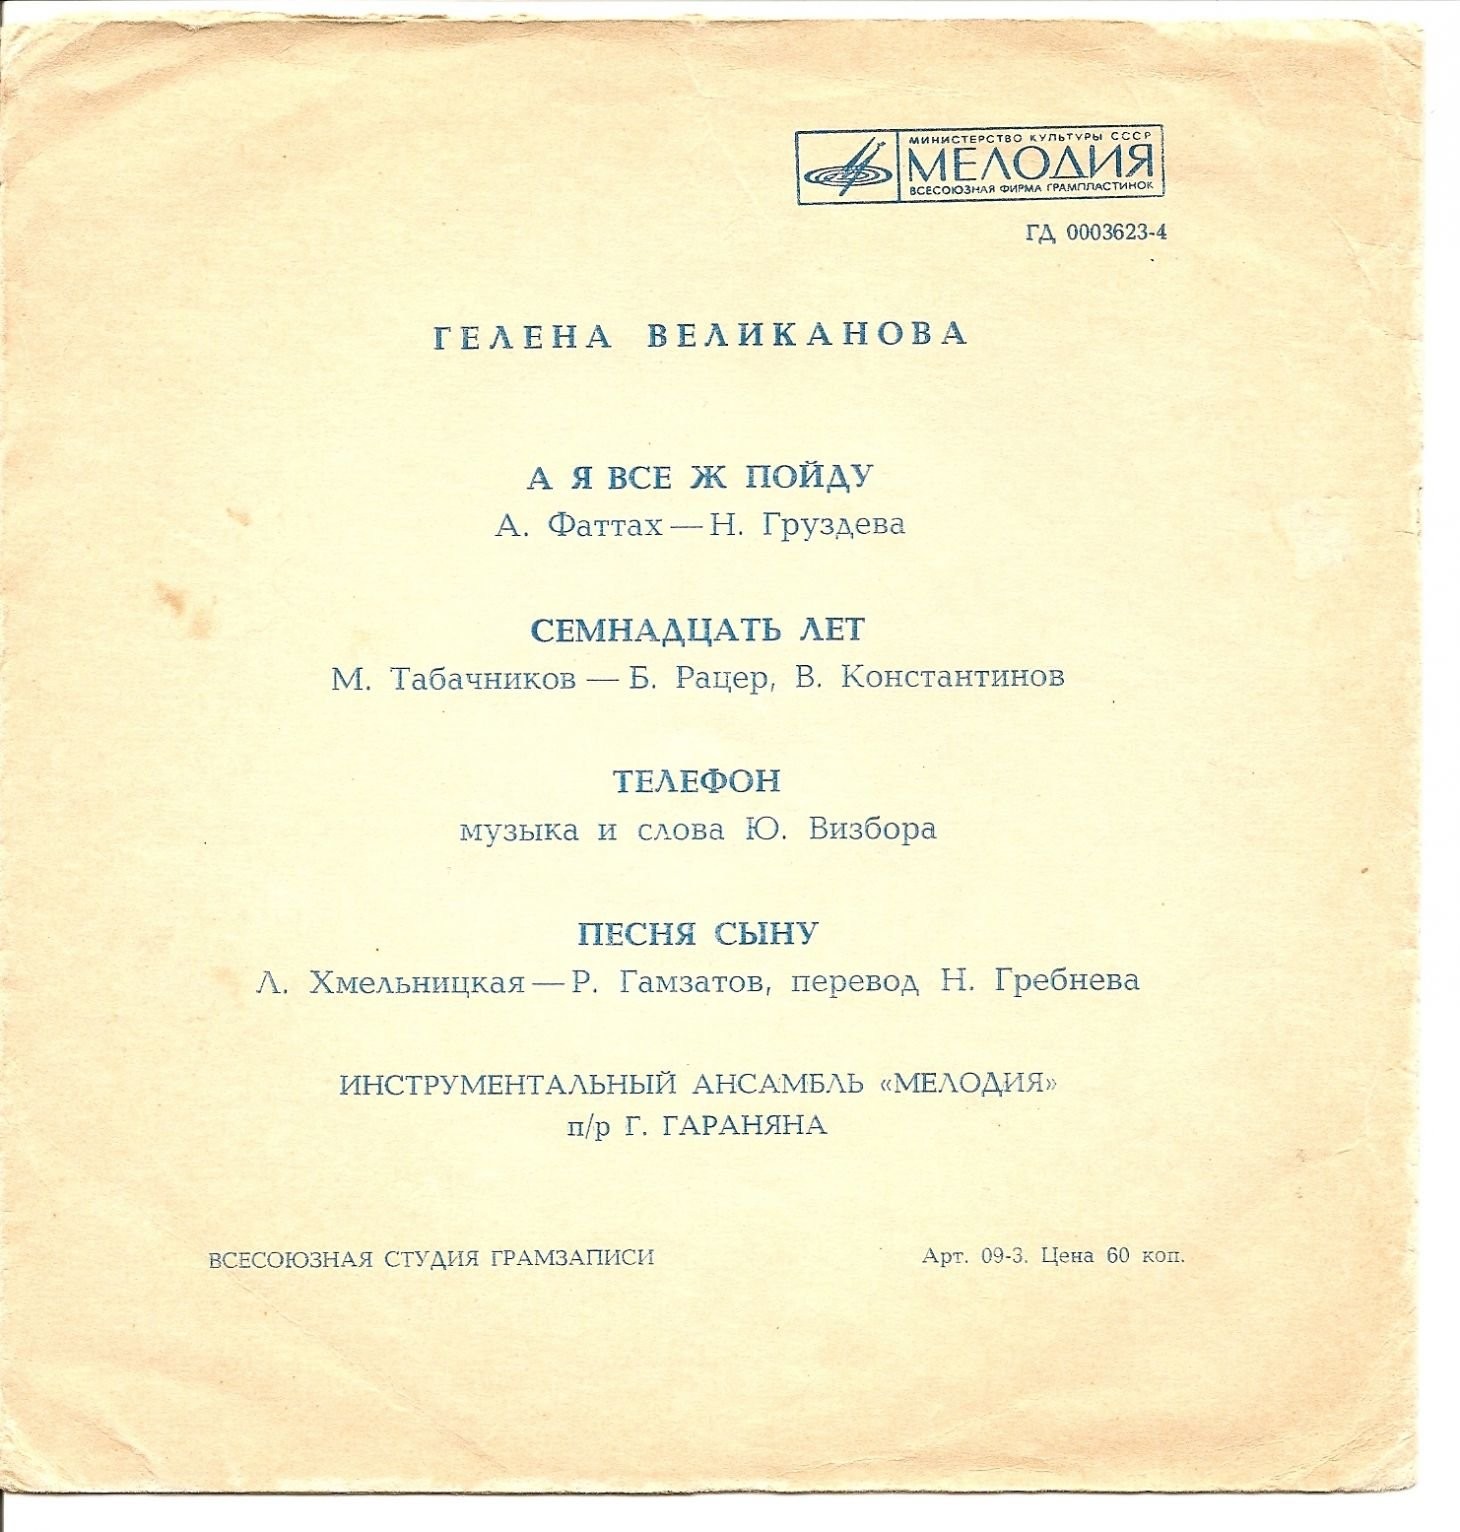 МИНИСТЕРСТВО КУЛЬТУРЫ СССР
МЕЛОДИЯ
ВСЕСОЮЗНАЯ ФИРМА ГРАМПЛАСТИНОК
ГД 0003623-4
ГЕЛЕНА ВЕЛИКАНОВА
А Я ВСЕ Ж ПОЙДУ
А. Фаттах — Н. Груздева
СЕМНАДЦАТЬ ЛЕТ
М. Табачников — Б. Рацер, В. Константинов
ТЕЛЕФОН
музыка и слова Ю. Визбора
ПЕСНЯ СЫНУ
Л. Хмельницкая — Р. Гамзатов, перевод Н. Гребнева
ИНСТРУМЕНТАЛЬНЫЙ АНСАМБЛЬ «МЕЛОДИЯ»
п/р Г. ГАРАНЯНА
ВСЕСОЮЗНАЯ СТУДИЯ ГРАМЗАПИСИ
Арт. 09-3. Цена 60 коп.